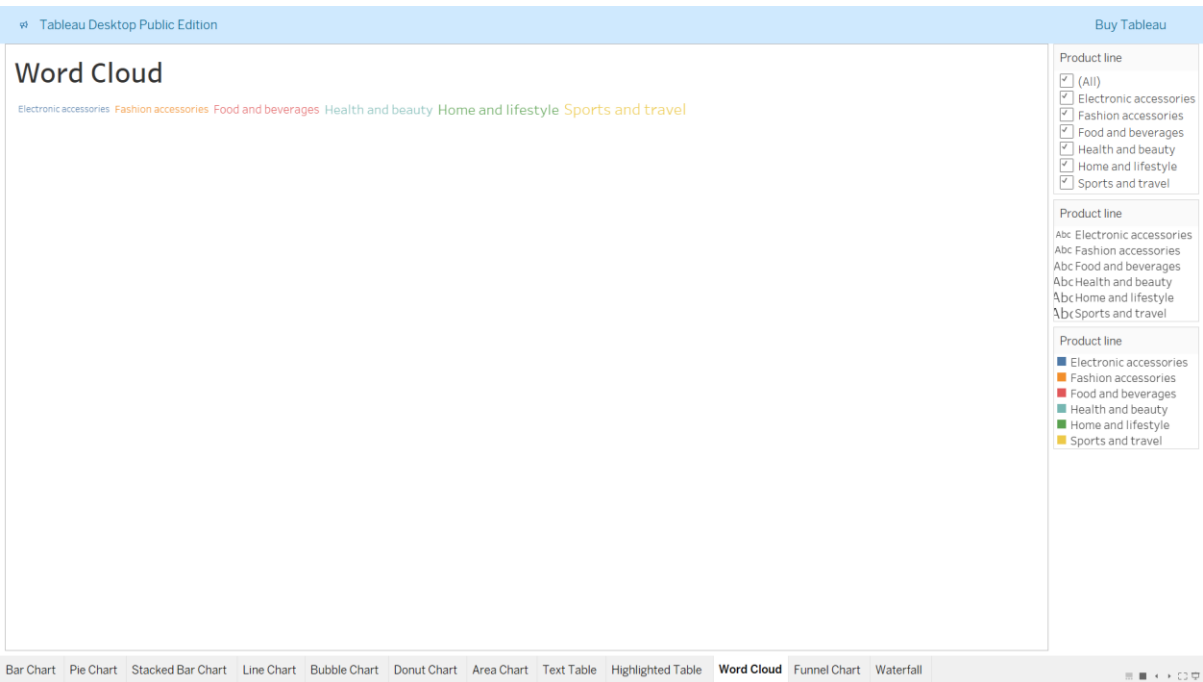 Tableau Desktop Public Edition
Buy Tableau
Word Cloud
Electronic accessories Fashion accessories Food and beverages Health and beauty Home and lifestyle Sports and travel
Product line
(All)
Electronic accessories
Fashion accessories
Food and beverages
Health and beauty
Home and lifestyle
Sports and travel
Product line
Abc Electronic accessories
Abc Fashion accessories
Abc Food and beverages
Abc Health and beauty
Abc Home and lifestyle
Abc Sports and travel
Product line
Electronic accessories
Fashion accessories
Food and beverages
Health and beauty
Home and lifestyle
Sports and travel
Bar Chart Pie Chart Stacked Bar Chart Line Chart Bubble Chart Donut Chart Area Chart Text Table Highlighted Table Word Cloud Funnel Chart Waterfall